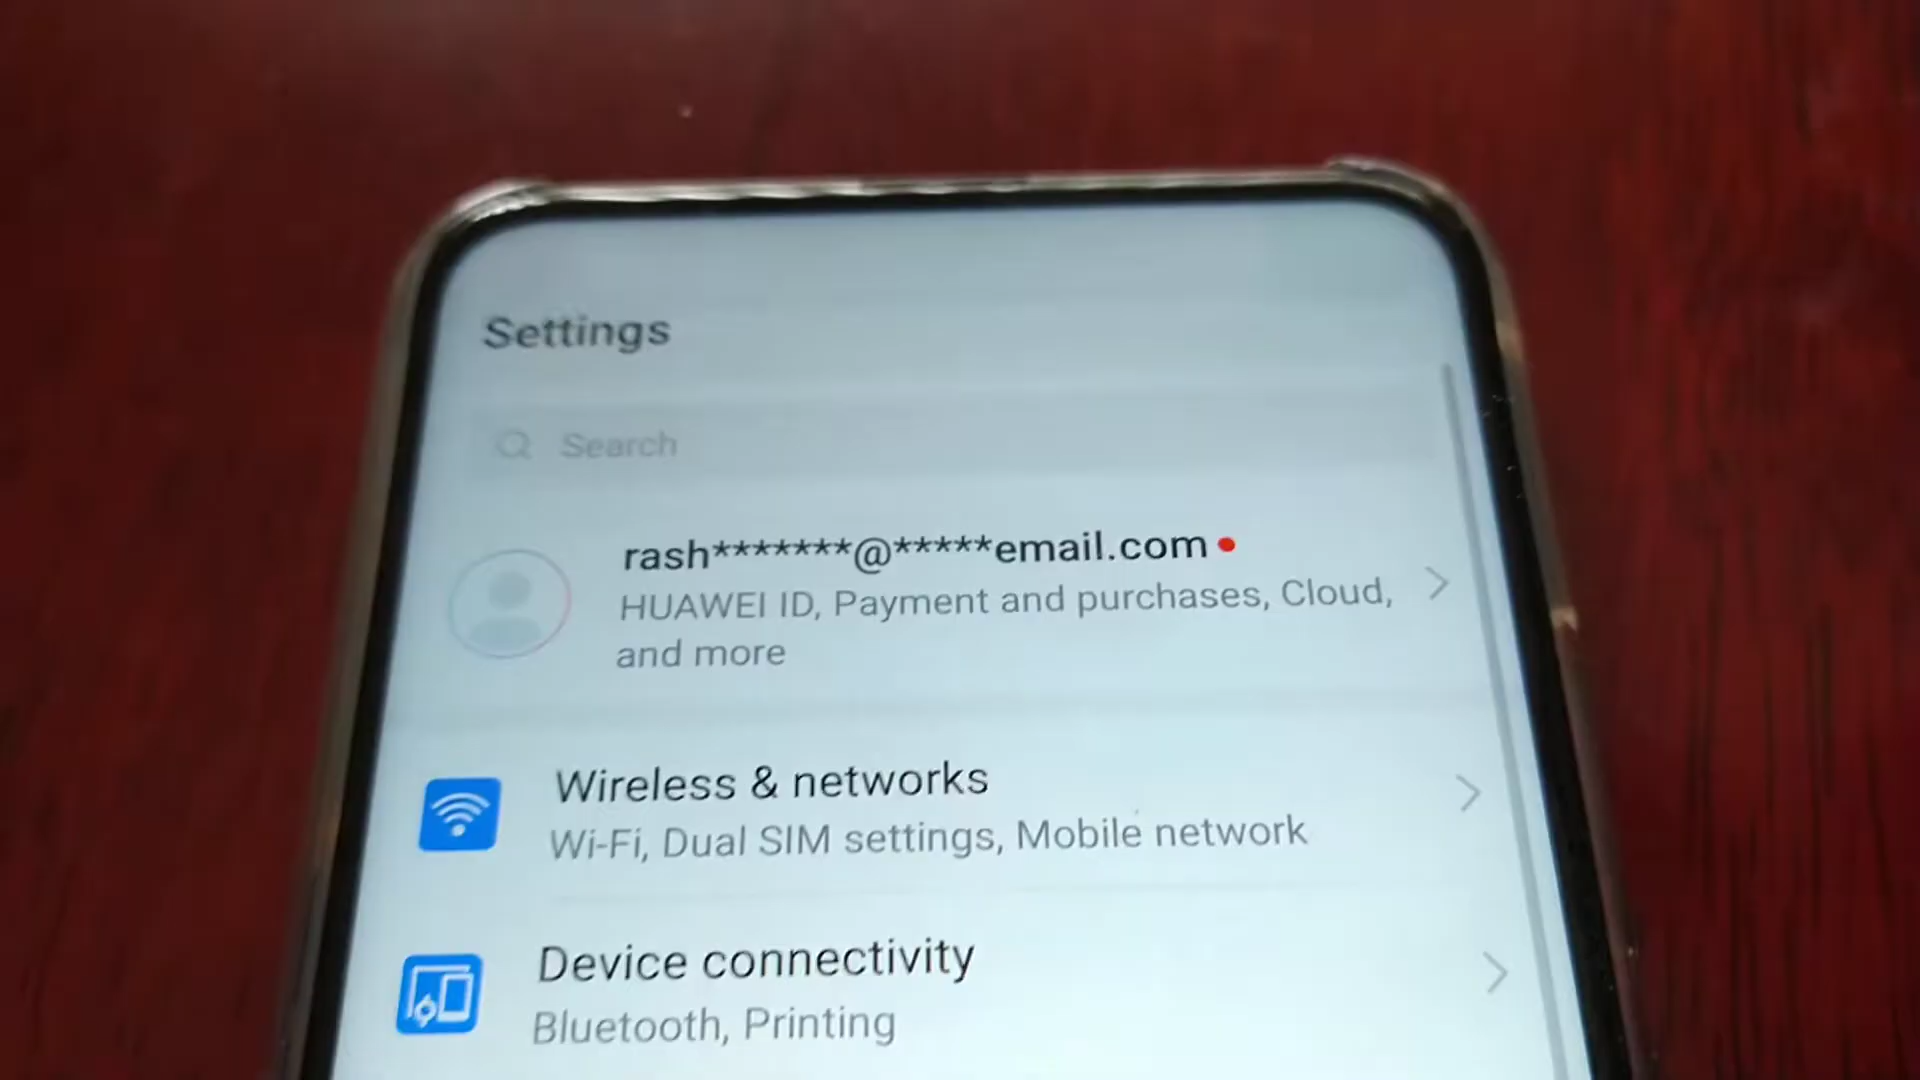 Settings
Search
rash*******@*****email.com
HUAWEI ID, Payment and purchases, Cloud,
and more
Wireless & networks
Wi-Fi, Dual SIM settings, Mobile network
Device connectivity
Bluetooth, Printing